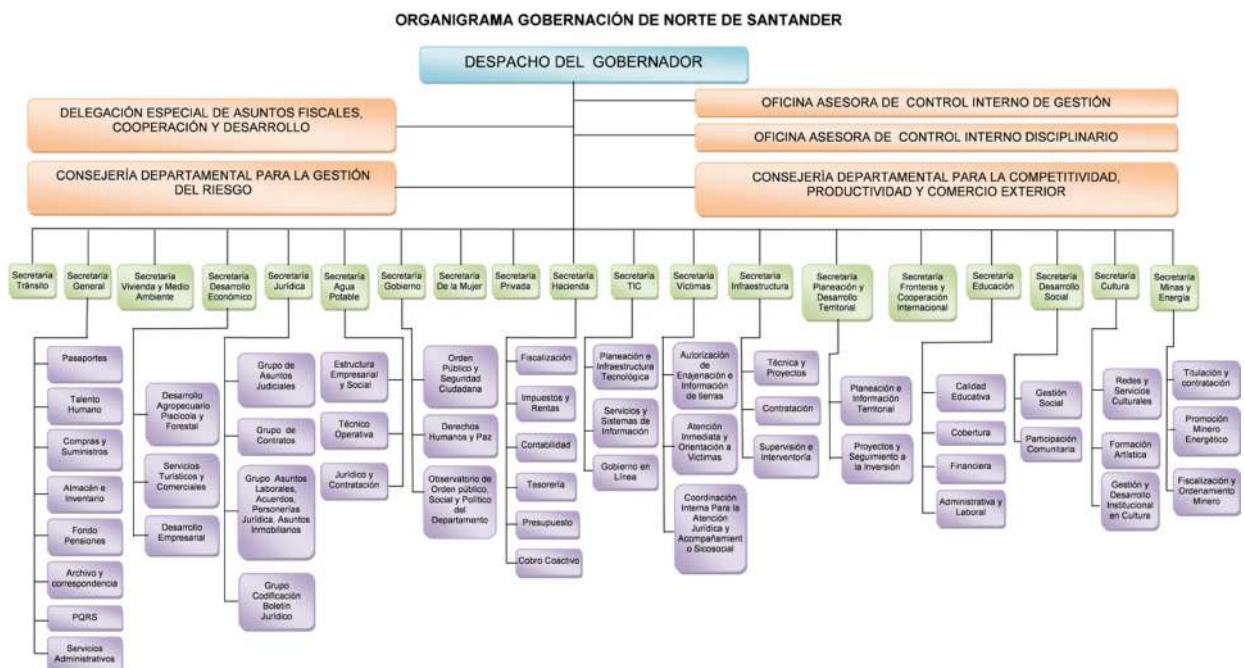 ORGANIGRAMA GOBERNACIÓN DE NORTE DE SANTANDER
DESPACHO DEL GOBERNADOR
DELEGACIÓN ESPECIAL DE ASUNTOS FISCALES,
COOPERACIÓN Y DESARROLLO
OFICINA ASESORA DE CONTROL INTERNO DE GESTIÓN
OFICINA ASESORA DE CONTROL INTERNO DISCIPLINARIO
CONSEJERÍA DEPARTAMENTAL PARA LA GESTIÓN
DEL RIESGO
CONSEJERÍA DEPARTAMENTAL PARA LA COMPETITIVIDAD,
PRODUCTIVIDAD Y COMERCIO EXTERIOR
Secretaría
Tránsito
Secretaría
General
Secretaría
Vivienda y Medio
Ambiente
Secretaría
Desarrollo
Económico
Secretaría
Jurídica
Secretaría
Agua
Potable
Secretaría
Gobierno
Secretaría
De la Mujer
Secretaría
Privada
Secretaría
Hacienda
Secretaría
TIC
Secretaría
Víctimas
Secretaría
Infraestructura
Secretaría
Planeación y
Desarrollo
Territorial
Secretaría
Fronteras y
Cooperación
Internacional
Secretaría
Educación
Secretaría
Desarrollo
Social
Secretaría
Cultura
Secretaría
Minas y
Energía
Pasaportes
Talento
Humano
Compras y
Suministros
Almacén e
Inventario
Fondo
Pensiones
Archivo y
correspondencia
PQRS
Servicios
Administrativos
Desarrollo
Agropecuario
Piscicola y
Forestal
Servicios
Turísticos y
Comerciales
Desarrollo
Empresarial
Grupo de
Asuntos
Judiciales
Grupo de
Contratos
Grupo Asuntos
Laborales,
Acuerdos,
Personerías
Jurídica, Asuntos
Inmobiliarios
Grupo
Codificación
Boletín
Jurídico
Estructura
Empresarial
y Social
Técnico
Operativa
Jurídico y
Contratación
Orden
Público y
Seguridad
Ciudadana
Derechos
Humanos y Paz
Observatorio de
Orden público,
Social y Político
del
Departamento
Fiscalización
Impuestos y
Rentas
Contabilidad
Tesorería
Presupuesto
Cobro Coactivo
Planeación e
Infraestructura
Tecnológica
Servicios y
Sistemas de
Información
Gobierno en
Línea
Autorización
de
Enajenación e
Información de
tierras
Atención
Inmediata y
Orientación a
Victimas
Coordinación
Interna Para la
Atención
Jurídica y
Acompañamient
o Sicosocial
Técnica y
Proyectos
Contratación
Supervisión e
Interventoría
Planeación e
Información
Territorial
Proyectos y
Seguimiento a
la Inversión
Calidad
Educativa
Cobertura
Financiera
Administrativa y
Laboral
Gestión
Social
Participación
Comunitaria
Redes y
Servicios
Culturales
Formación
Artística
Gestión y
Desarrollo
Institucional
en Cultura
Titulación y
contratación
Promoción
Minero
Energético
Fiscalización y
Ordenamiento
Minero